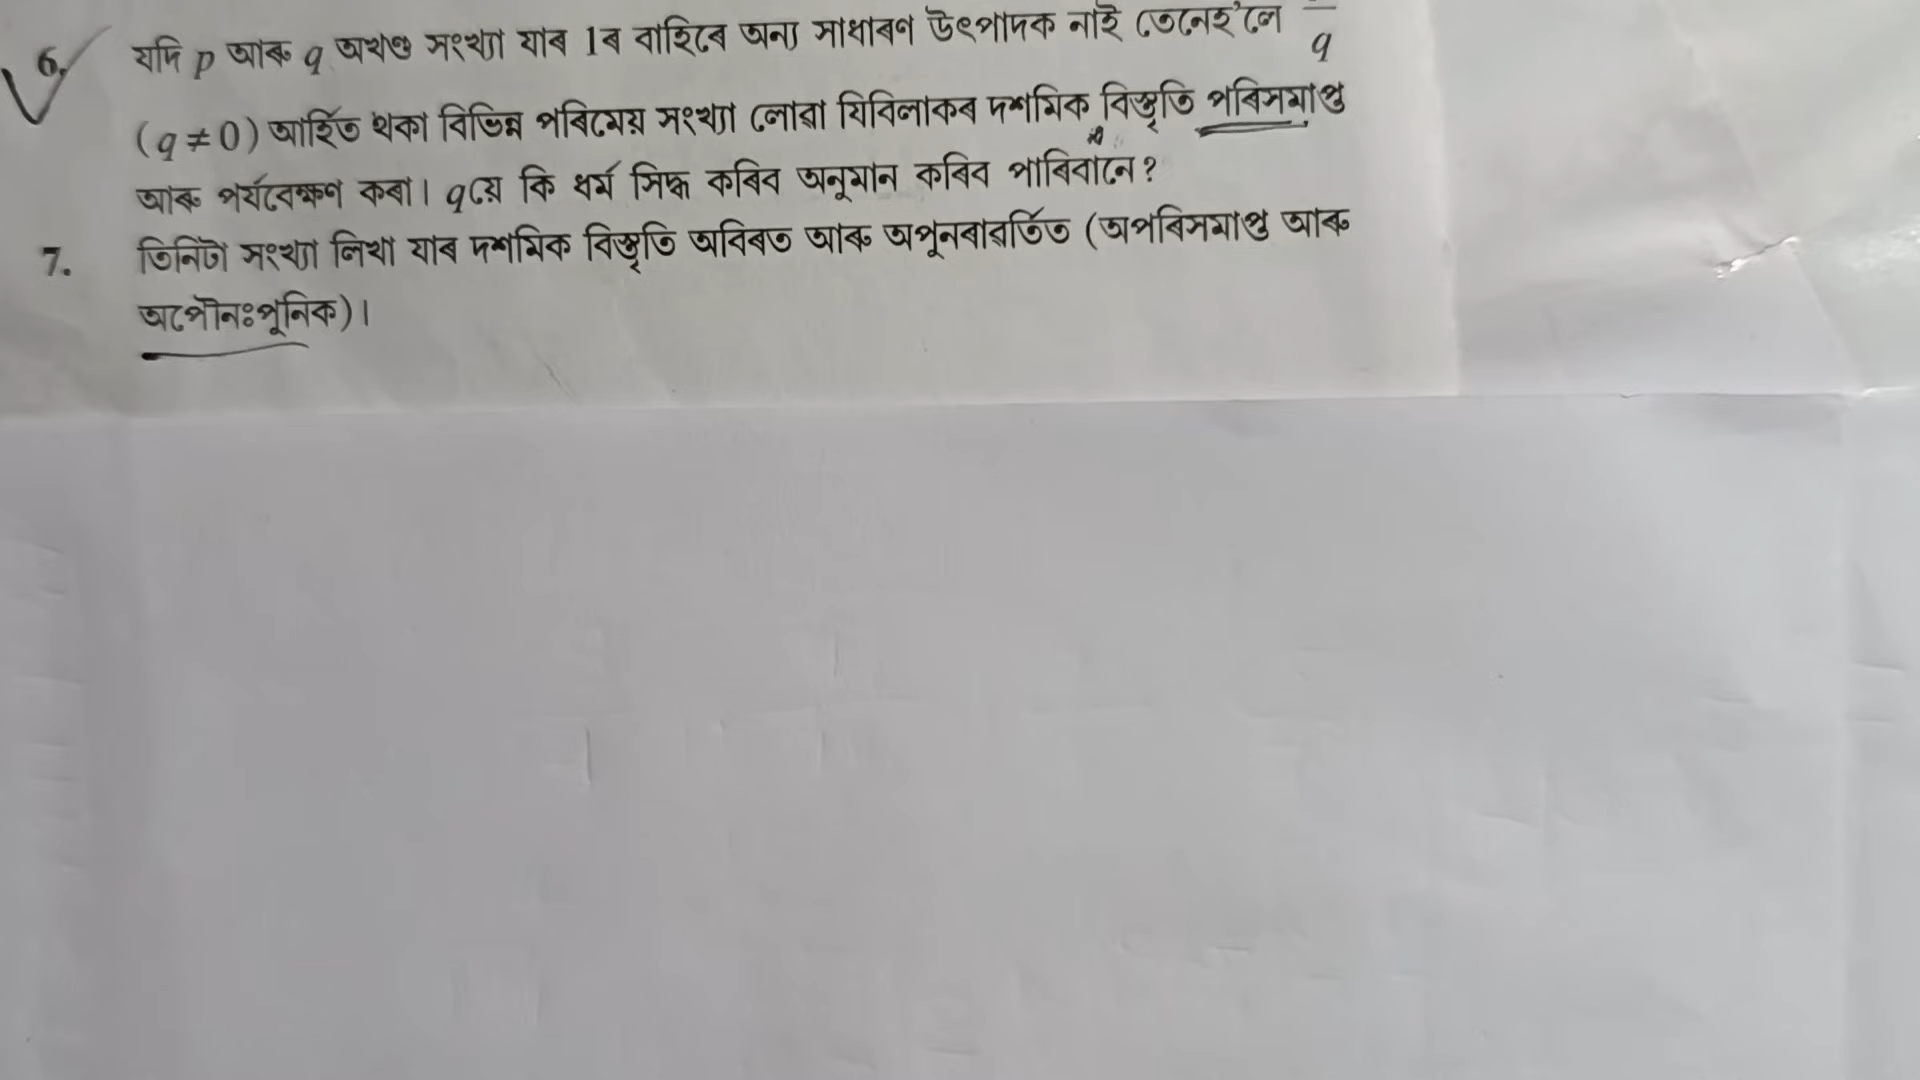 6. যদি p আৰু q অখণ্ড সংখ্যা যাৰ 1ৰ বাহিৰে অন্য সাধাৰণ উৎপাদক নাই তেনেহ'লে q
(q ≠ 0) আৰ্হিত থকা বিভিন্ন পৰিমেয় সংখ্যা লোৱা যিবিলাকৰ দশমিক বিস্তৃতি পৰিসমাপ্ত
আৰু পৰ্যবেক্ষণ কৰা। qয়ে কি ধৰ্ম সিদ্ধ কৰিব অনুমান কৰিব পাৰিবানে?
7. তিনিটা সংখ্যা লিখা যাৰ দশমিক বিস্তৃতি অবিৰত আৰু অপুনৰাবৰ্তিত (অপৰিসমাপ্ত আৰু
অপৌনঃপুনিক)।